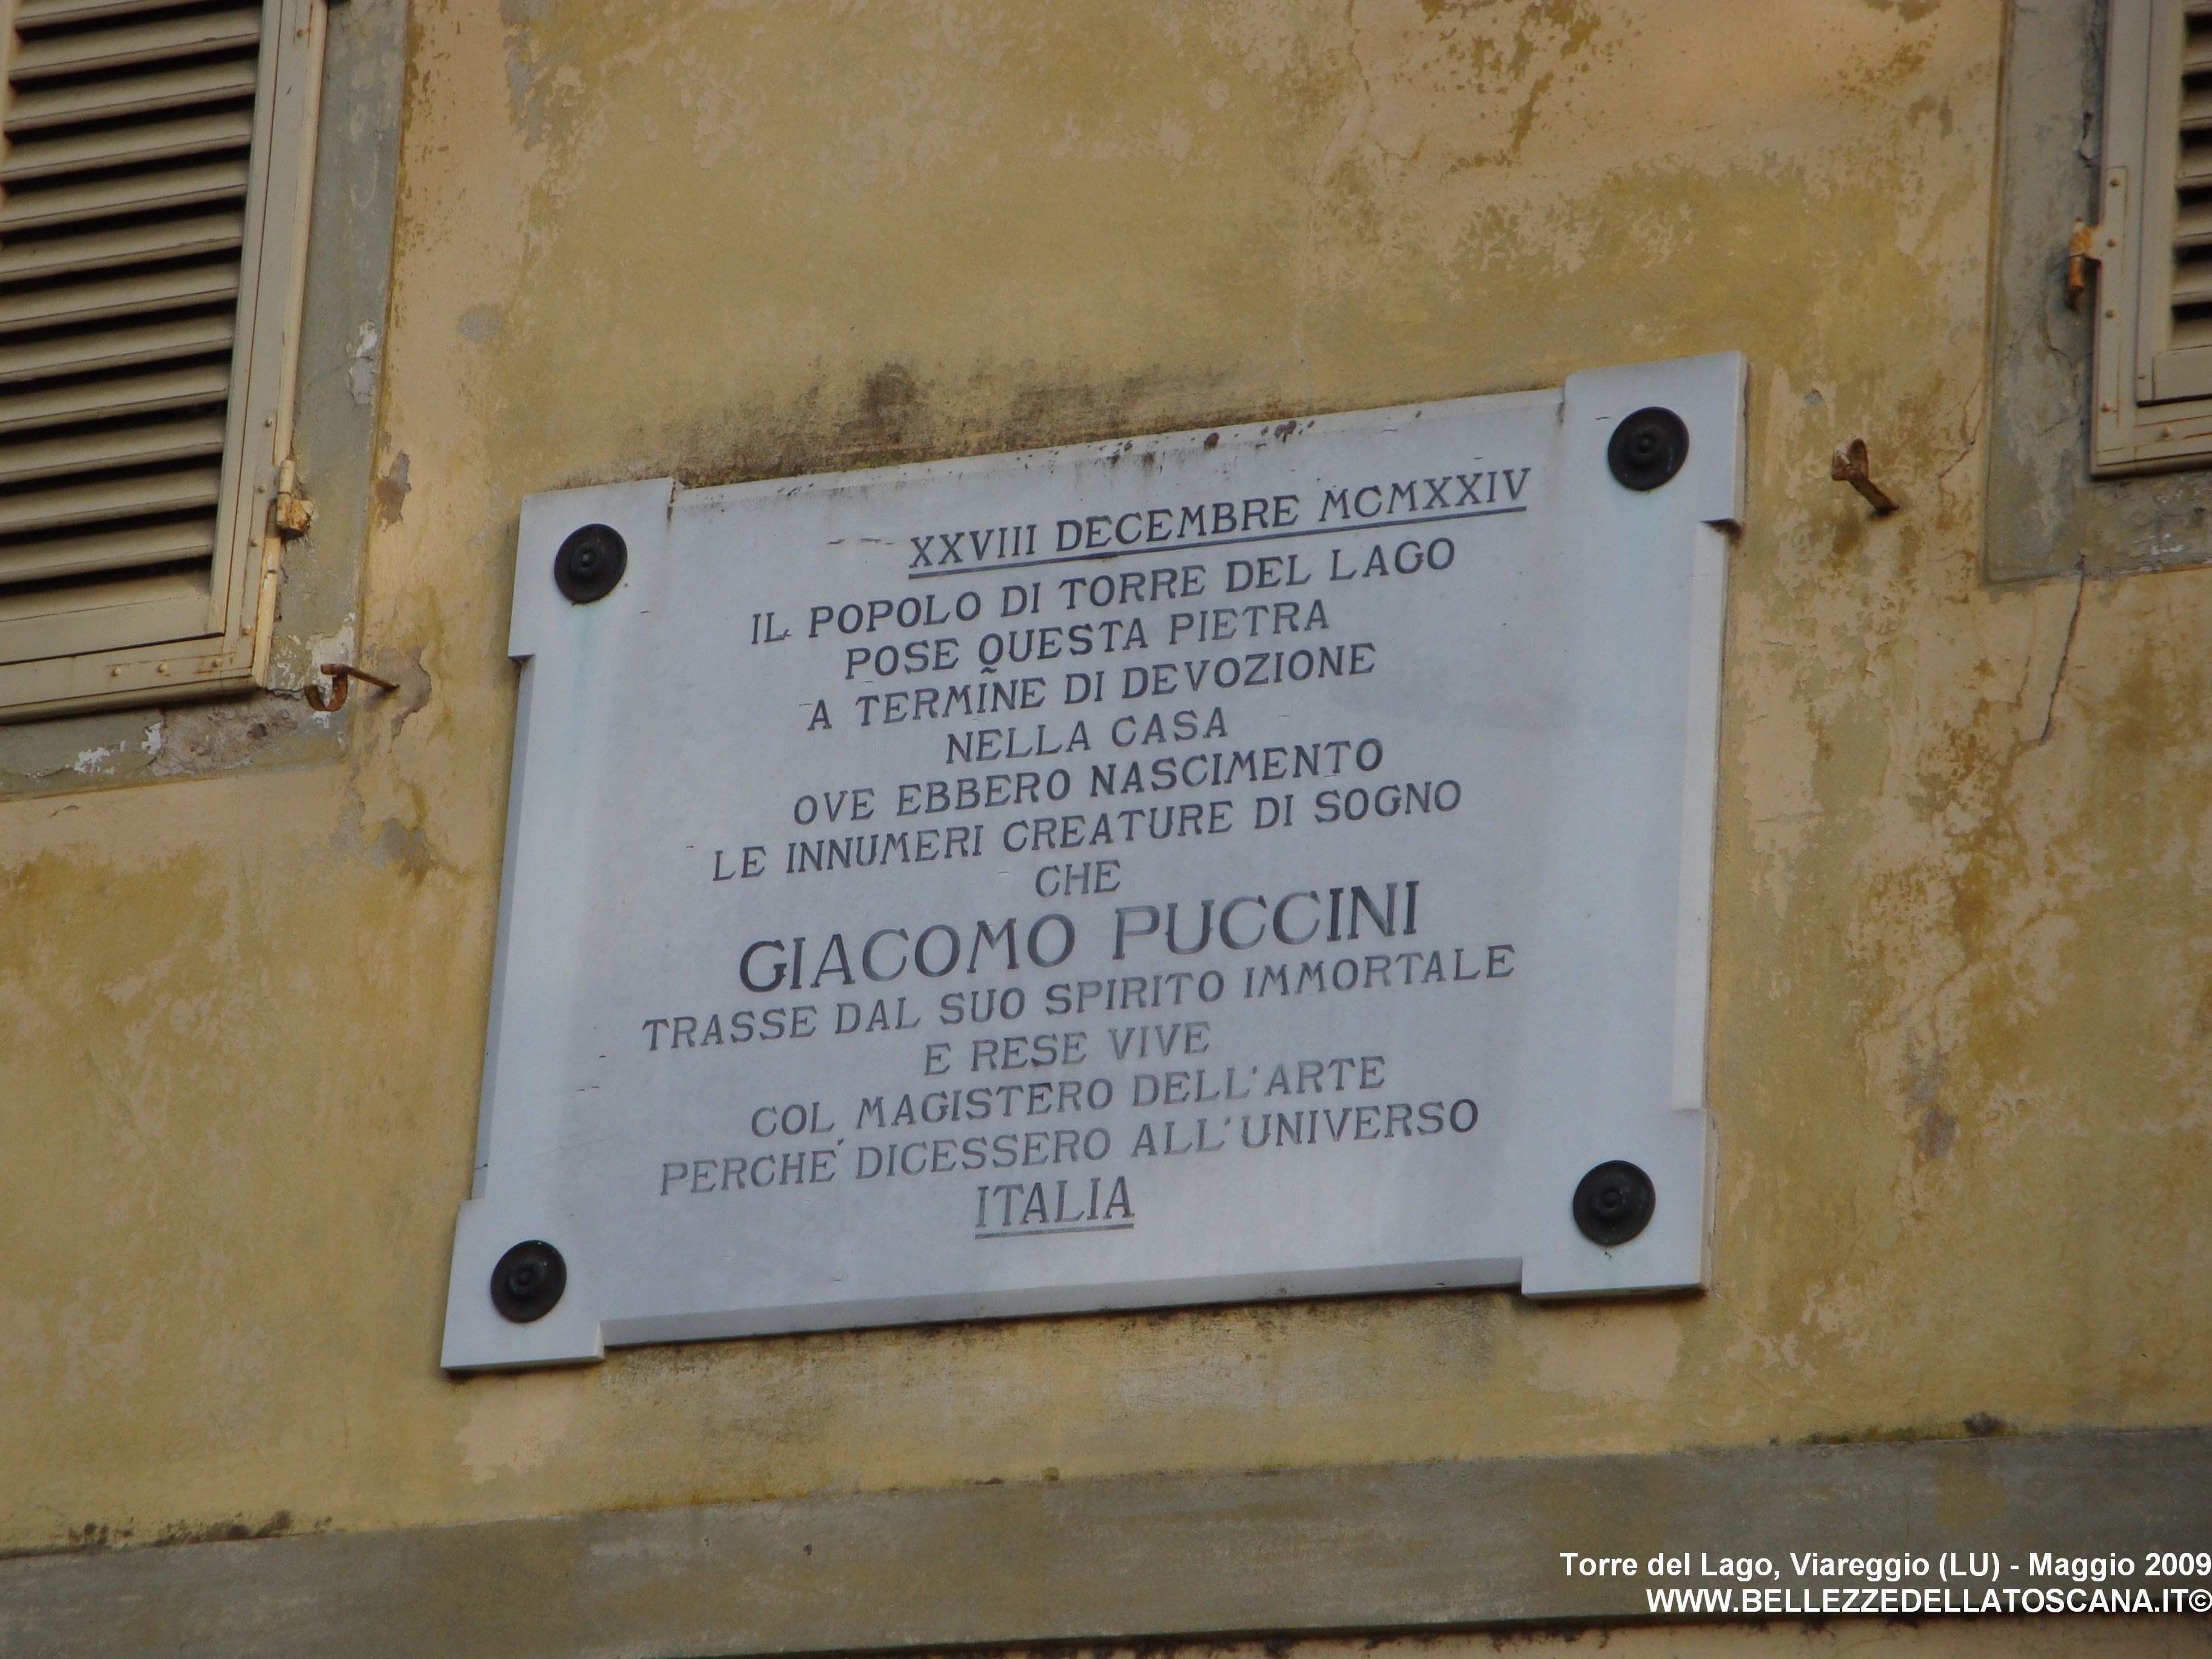 XXVIII DECEMBRE MCMXXIV
IL POPOLO DI TORRE DEL LAGO
POSE QUESTA PIETRA
A TERMINE DI DEVOZIONE
NELLA CASA
OVE EBBERO NASCIMENTO
LE INNUMERI CREATURE DI SOGNO
CHE
GIACOMO PUCCINI
TRASSE DAL SUO SPIRITO IMMORTALE
E RESE VIVE
COL MAGISTERO DELL'ARTE
PERCHE' DICESSERO ALL'UNIVERSO
ITALIA
Torre del Lago, Viareggio (LU) - Maggio 2009
WWW.BELLEZZEDELLATOSCANA.IT©